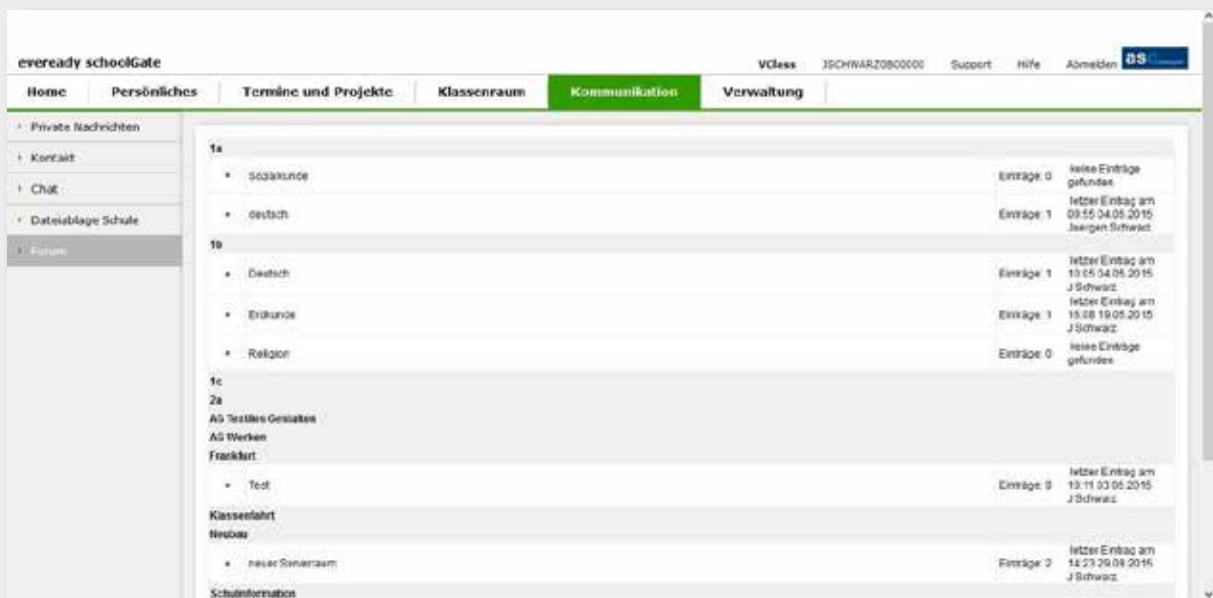 eveready schoolGate
VClass JSCHWARZ0800000 Support Hilfe Abmelden
Home Persönliches Termine und Projekte Klassenraum Kommunikation Verwaltung
Private Nachrichten
Kontakt
Chat
Dateiablage Schule
Forum
1a
Sozialkunde Einträge: 0 keine Einträge
gefunden
deutsch Einträge: 1 letzter Eintrag am
09:55 04.05.2015
Juergen Schwarz
1b
Deutsch Einträge: 1 letzter Eintrag am
10:05 04.05.2015
J Schwarz
Erdkunde Einträge: 1 letzter Eintrag am
16:08 19.05.2015
J Schwarz
Religion Einträge: 0 keine Einträge
gefunden
1c
2a
AG Textiles Gestalten
AG Werken
Frankfurt
Test Einträge: letzter Eintrag am
03.05.2015
J Schwarz
Klassenfahrt
Neubau
neuer Serverraum Einträge: 2 letzter Eintrag am
14:23 29.09.2015
J Schwarz
Schulinformation